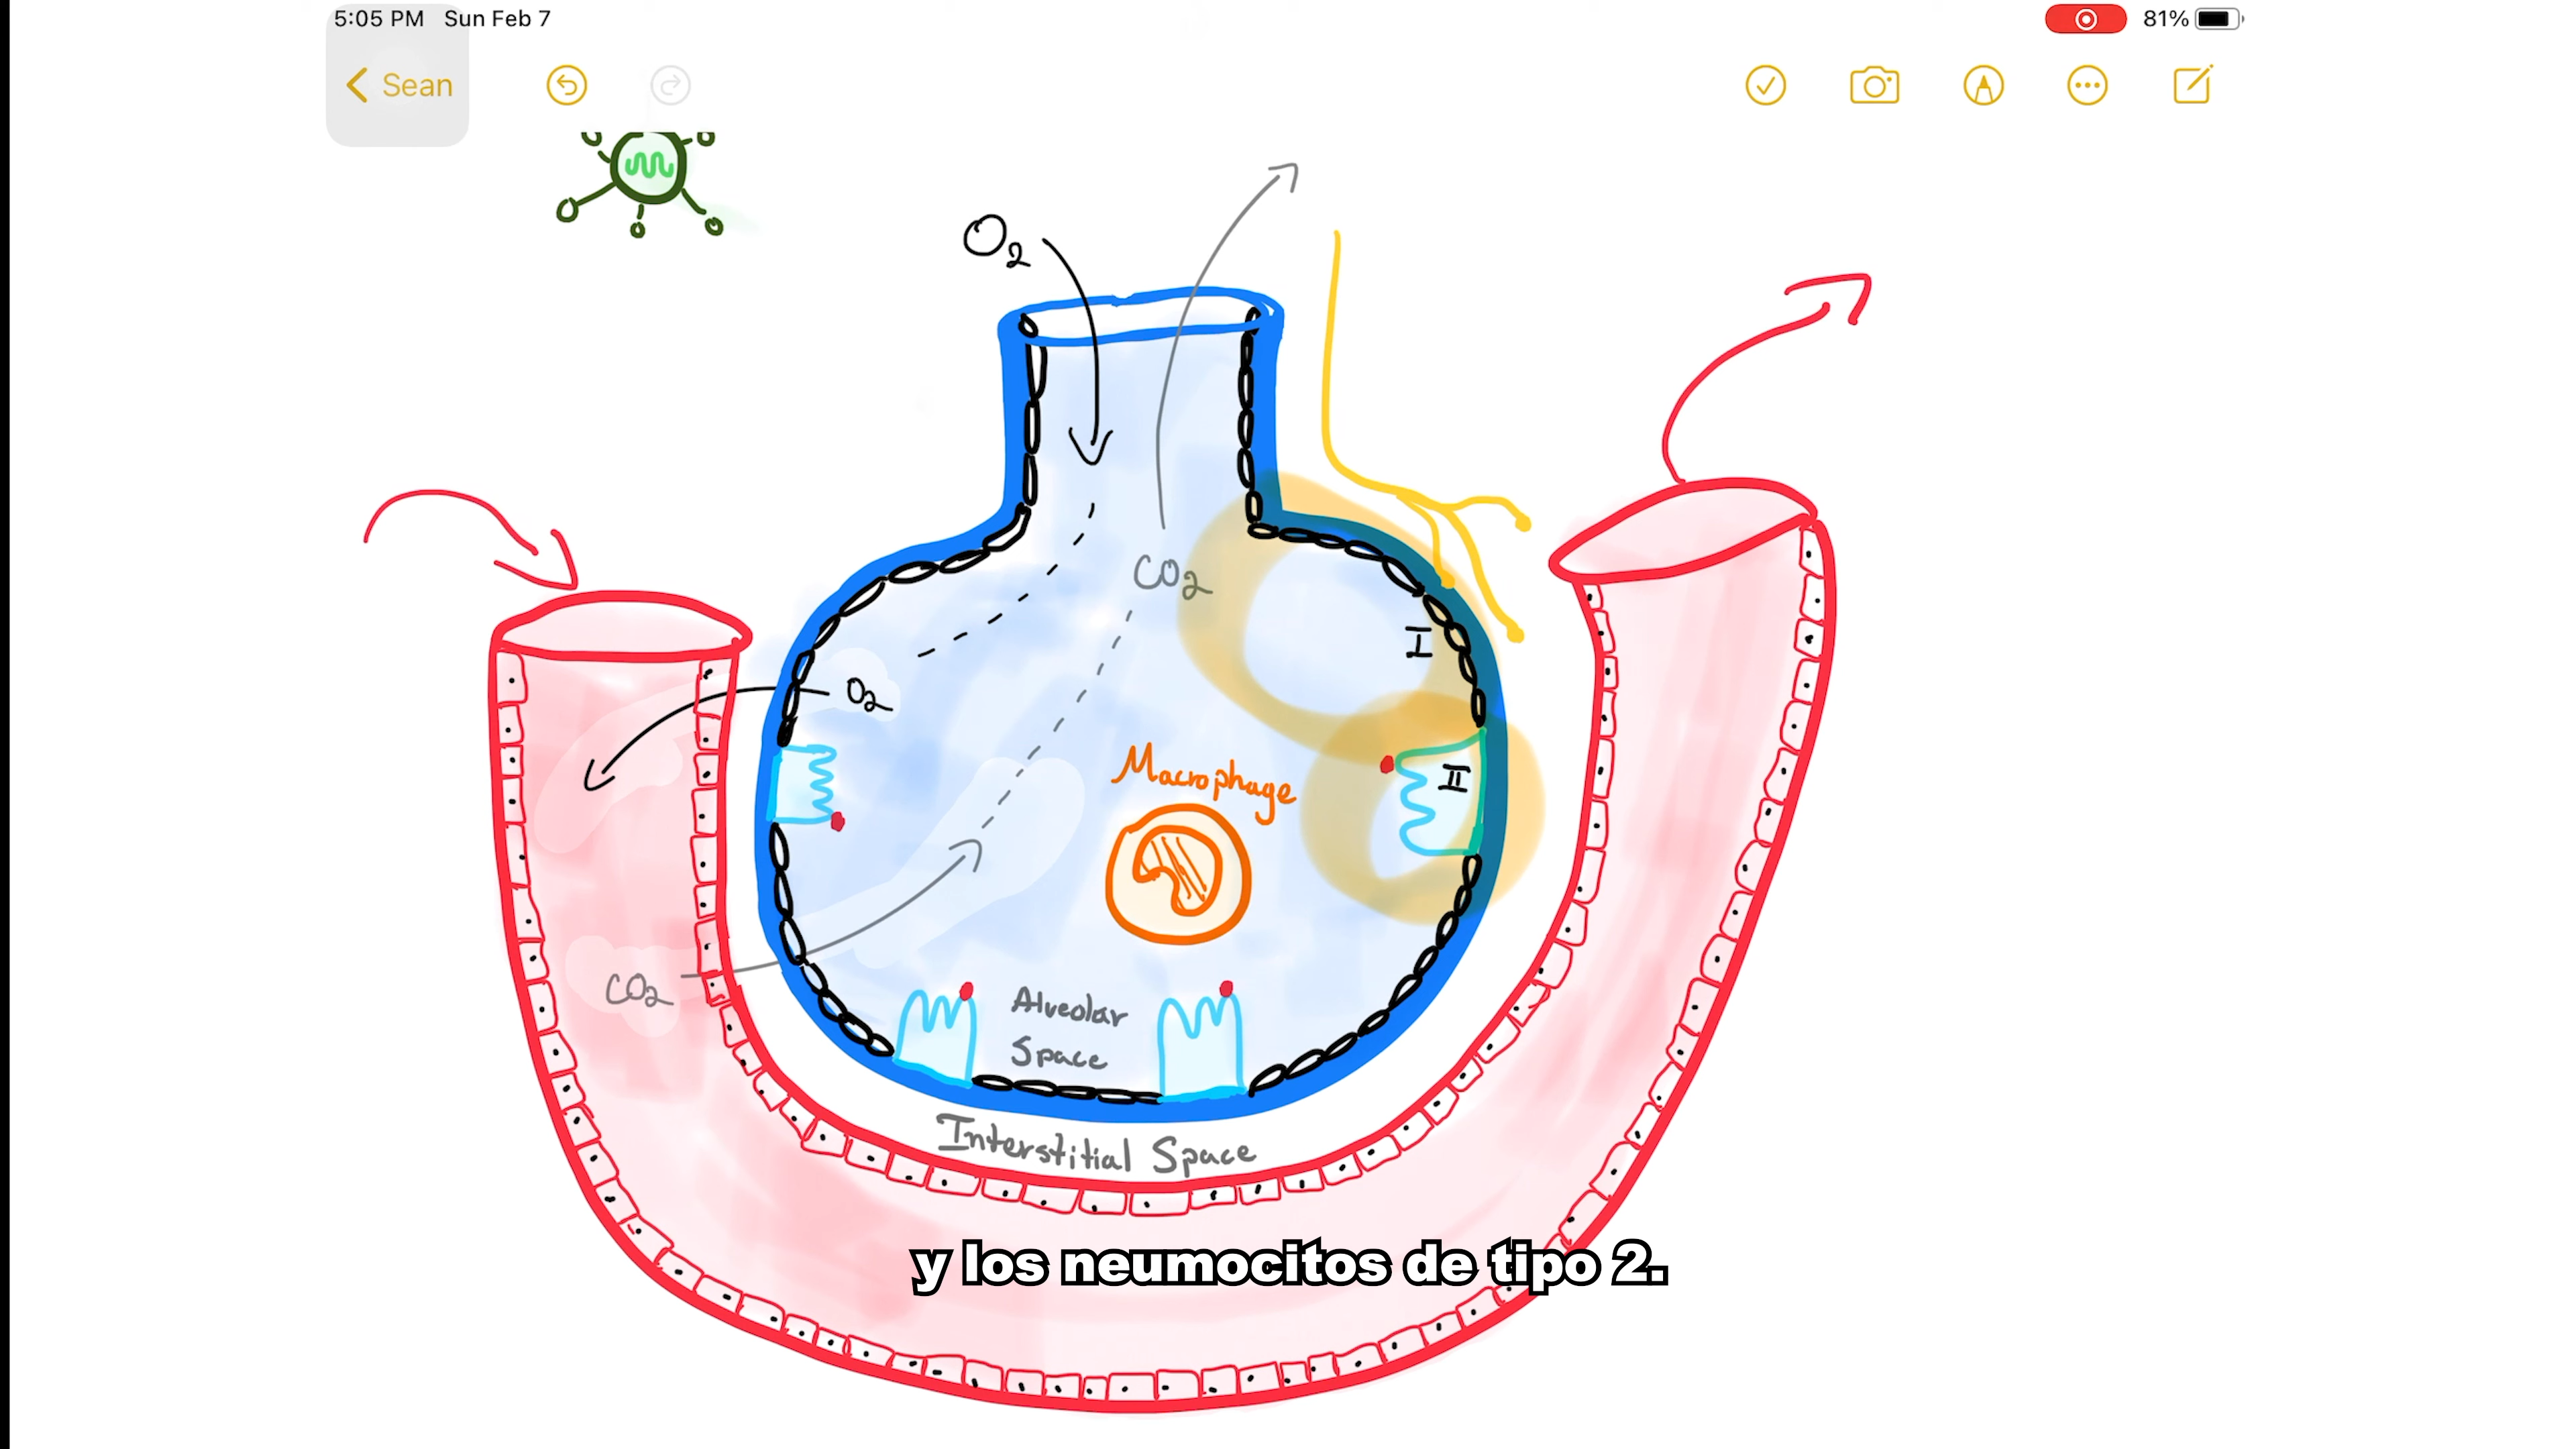 5:05 PM Sun Feb 7
81%
Sean
O2
CO2
I
O2
Macrophage
II
CO2
Alveolar
Space
Interstitial Space
y los neumocitos de tipo 2.